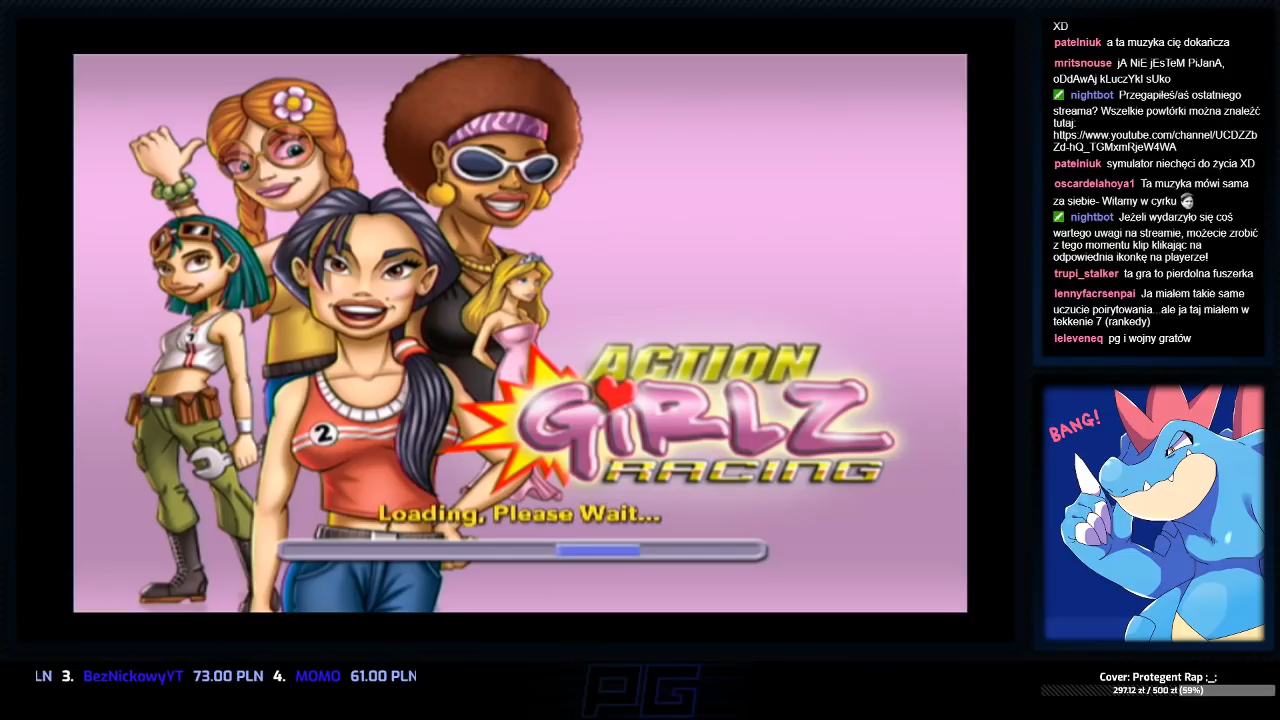 XD
patelniuk a ta muzyka cię dokańcza
mritsnouse jA NiE jEsTeM PiJanA,
oDdAwAj kLuczYkI sUko
nightbot Przegapiłeś/aś ostatniego
streama? Wszelkie powtórki można znaleźć
tutaj:
https://www.youtube.com/channel/UCDZZb
Zd-hQ_TGMxmRjeW4WA
patelniuk symulator niechęci do życia XD
oscardelahoya1 Ta muzyka mówi sama
za siebie- Witamy w cyrku
nightbot Jeżeli wydarzyło się coś
wartego uwagi na streamie, możecie zrobić
z tego momentu klip klikając na
odpowiednia ikonkę na playerze!
trupi_stalker ta gra to pierdolna fuszerka
lennyfacrsenpai Ja miałem takie same
uczucie poirytowania...ale ja taj miałem w
tekkenie 7 (rankedy)
leleveneq pg i wojny gratów
ACTION
GiRLZ
RACING
2
7
Loading, Please Wait...
BANG!
LN 3. BezNickowyYT 73.00 PLN 4. MOMO 61.00 PLN
PG
Cover: Protegent Rap :_:
297.12 zł / 500 zł (59%)